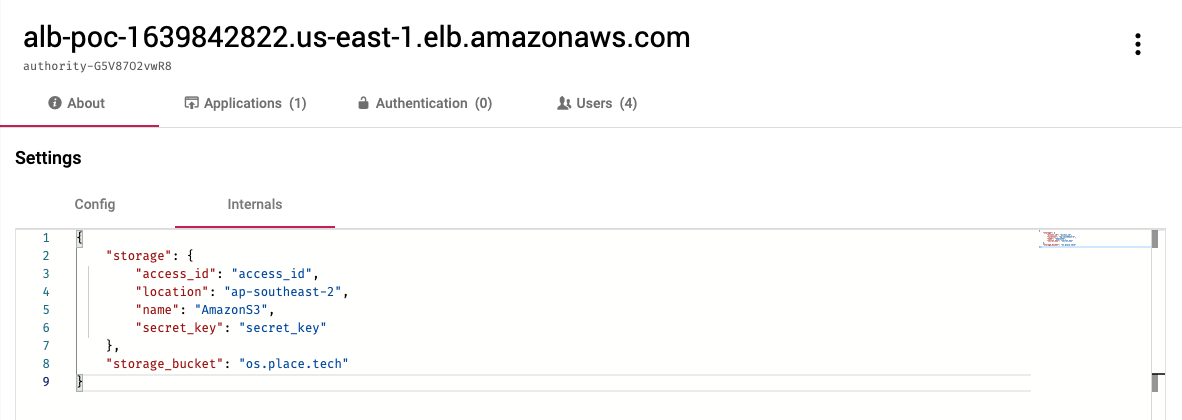 alb-poc-1639842822.us-east-1.elb.amazonaws.com
authority-G5V87O2vwR8
About Applications (1) Authentication (0) Users (4)
Settings
Config Internals
1 {
2 "storage": {
3 "access_id": "access_id",
4 "location": "ap-southeast-2",
5 "name": "AmazonS3",
6 "secret_key": "secret_key"
7 },
8 "storage_bucket": "os.place.tech"
9 }